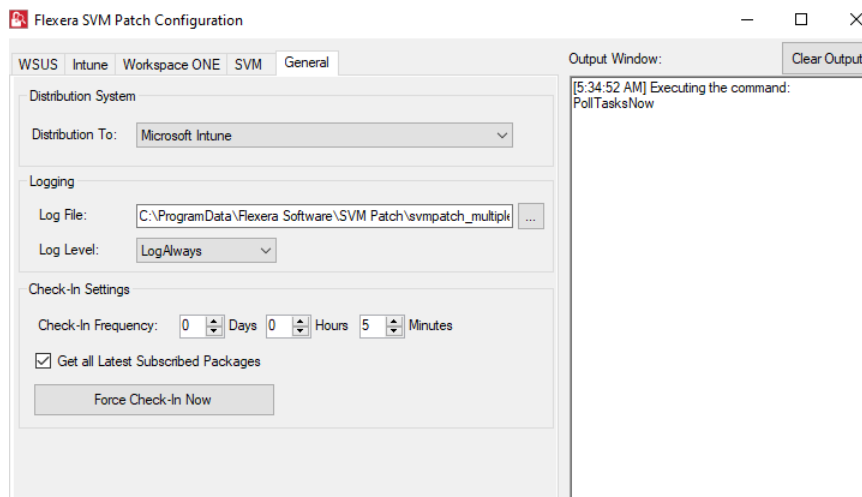 Flexera SVM Patch Configuration
WSUS Intune Workspace ONE SVM General
Distribution System
Distribution To: Microsoft Intune
Logging
Log File: C:\ProgramData\Flexera Software\SVM Patch\svmpatch_multiple ...
Log Level: LogAlways
Check-In Settings
Check-In Frequency: 0 Days 0 Hours 5 Minutes
Get all Latest Subscribed Packages
Force Check-In Now
Output Window: Clear Output
[5:34:52 AM] Executing the command:
PollTasksNow